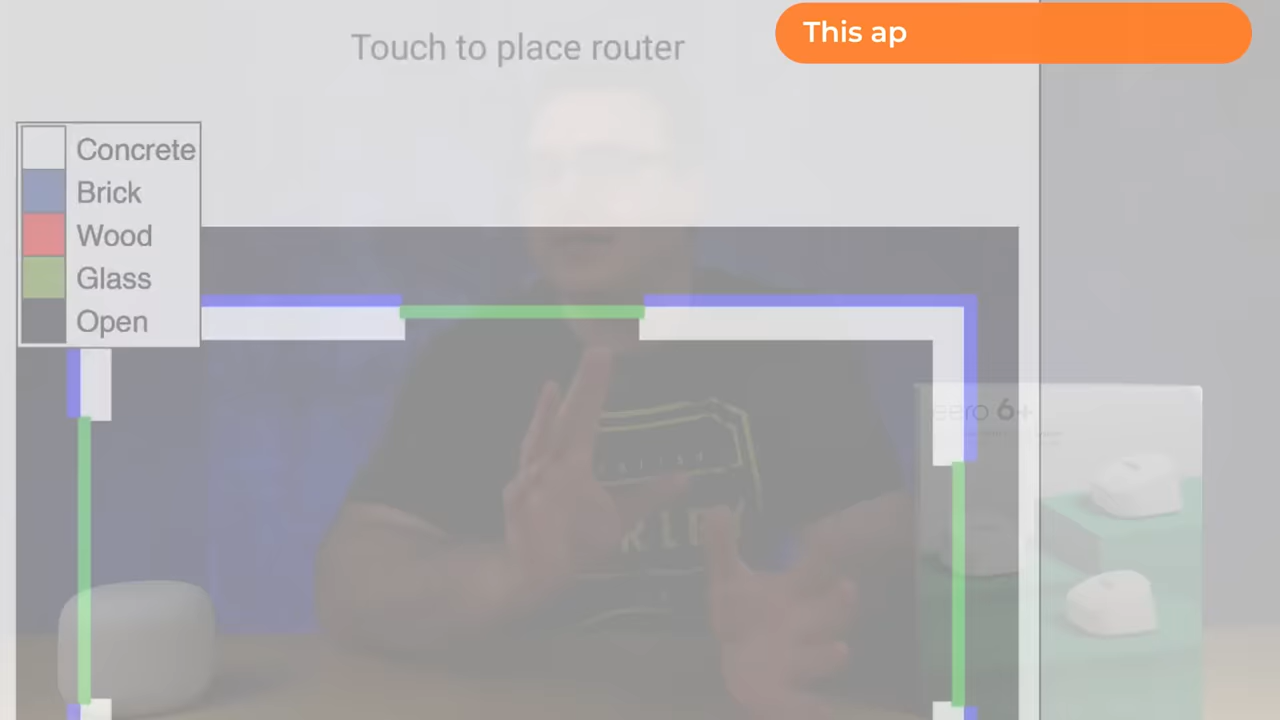 Touch to place router
This ap
Concrete
Brick
Wood
Glass
Open
eero 6+